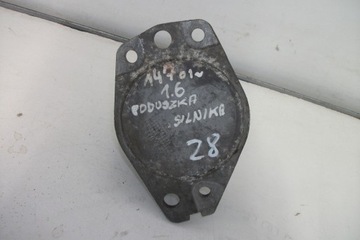 147 01~
1.6
PODUSZKA
SILNIKA
28